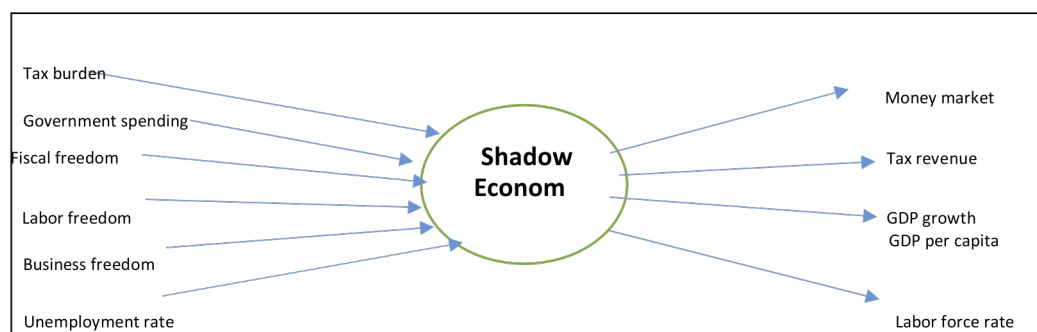 Tax burden
Government spending
Fiscal freedom
Labor freedom
Business freedom
Unemployment rate
Shadow
Econom
Money market
Tax revenue
GDP growth
GDP per capita
Labor force rate